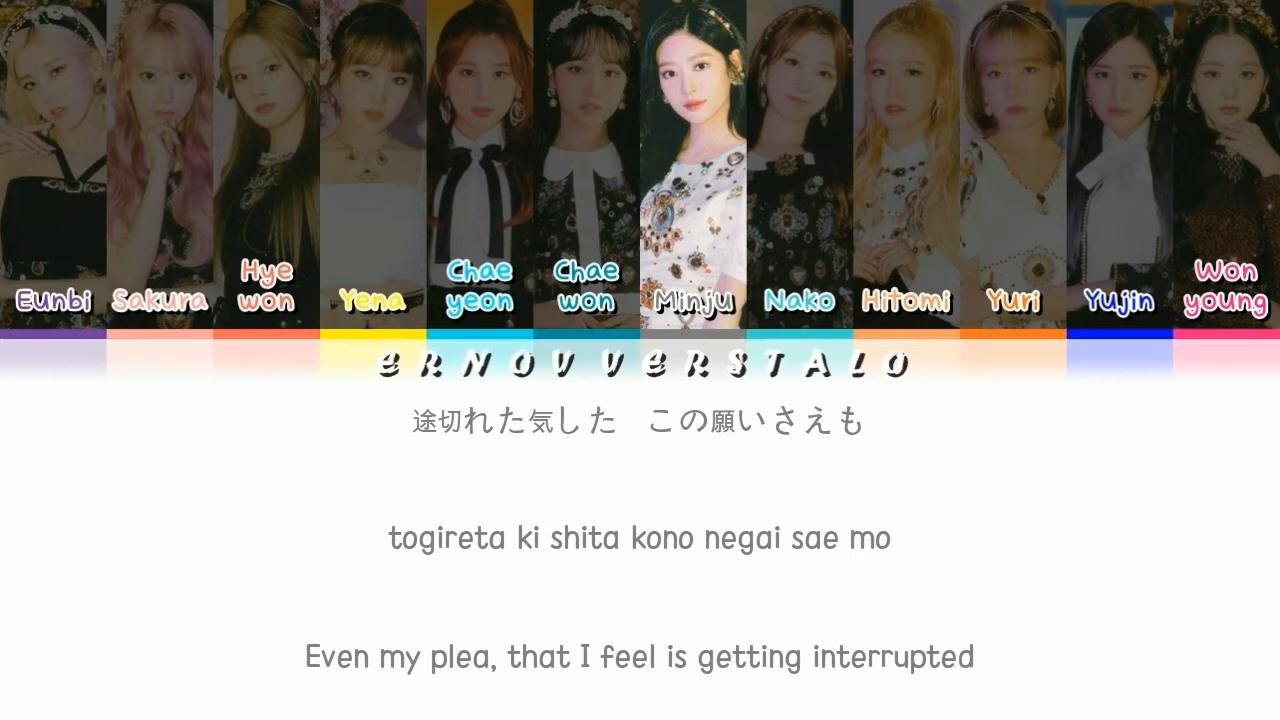 Eunbi
Sakura
Hye
won
Yena
Chae
yeon
Chae
won
Minju
Nako
Hitomi
Yuri
Yujin
Won
young
eRNOVVeRSTALO
途切れた気した　この願いさえも
togireta ki shita kono negai sae mo
Even my plea, that I feel is getting interrupted